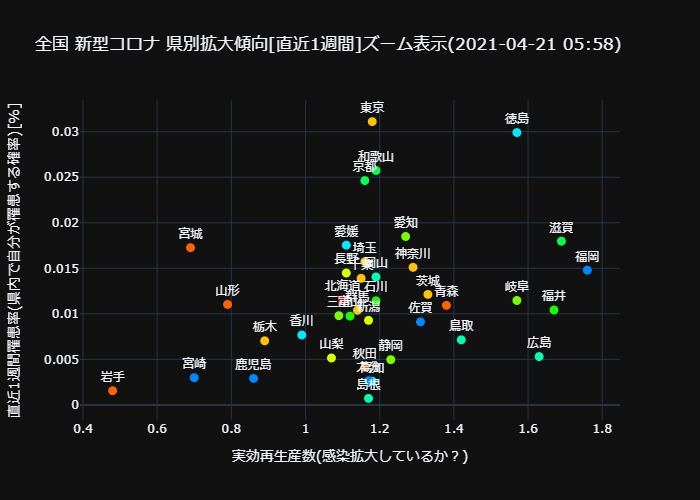 全国 新型コロナ 県別拡大傾向[直近1週間]ズーム表示(2021-04-21 05:58)
直近1週間罹患率(県内で自分が罹患する確率)[%]
東京
徳島
0.03
和歌山
京都
0.025
愛知
0.02
滋賀
宮城
愛媛
埼玉
神奈川
福岡
長野
0.015
茨城
岐阜
山形
北海道
石川
青森
福井
佐賀
新潟
0.01
香川
栃木
鳥取
山梨
秋田
静岡
広島
0.005
宮崎
鹿児島
岩手
島根
0
0.4
0.6
0.8
1
1.2
1.4
1.6
1.8
実効再生産数(感染拡大しているか？)